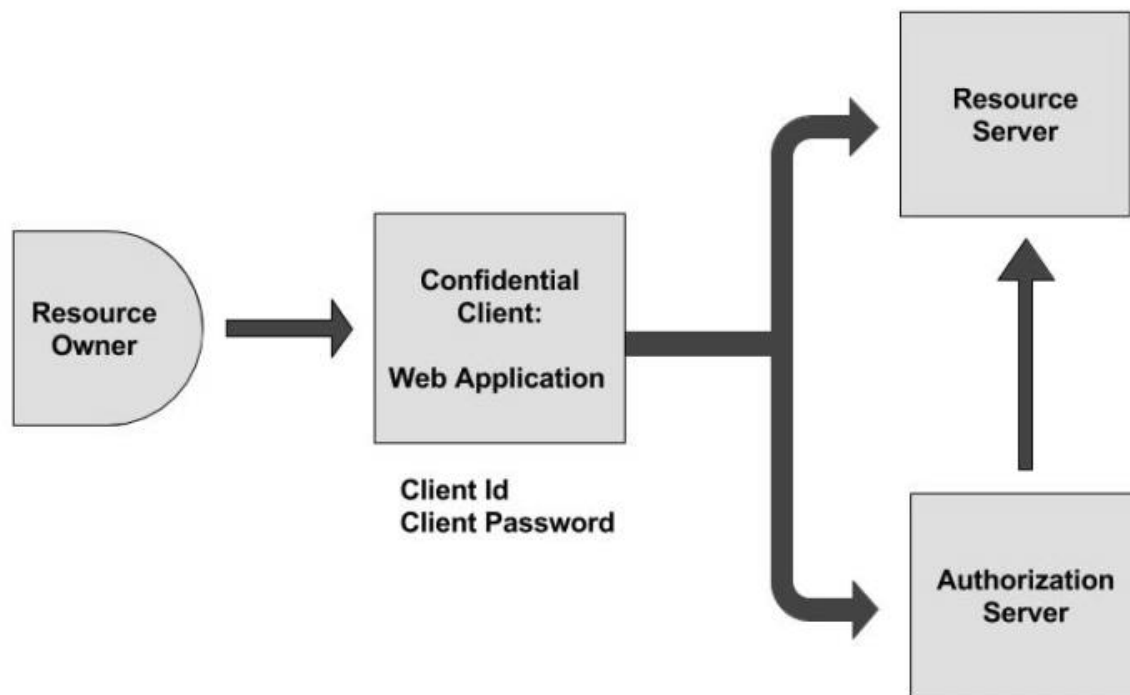 Resource
Owner
Confidential
Client:
Web Application
Client Id
Client Password
Resource
Server
Authorization
Server